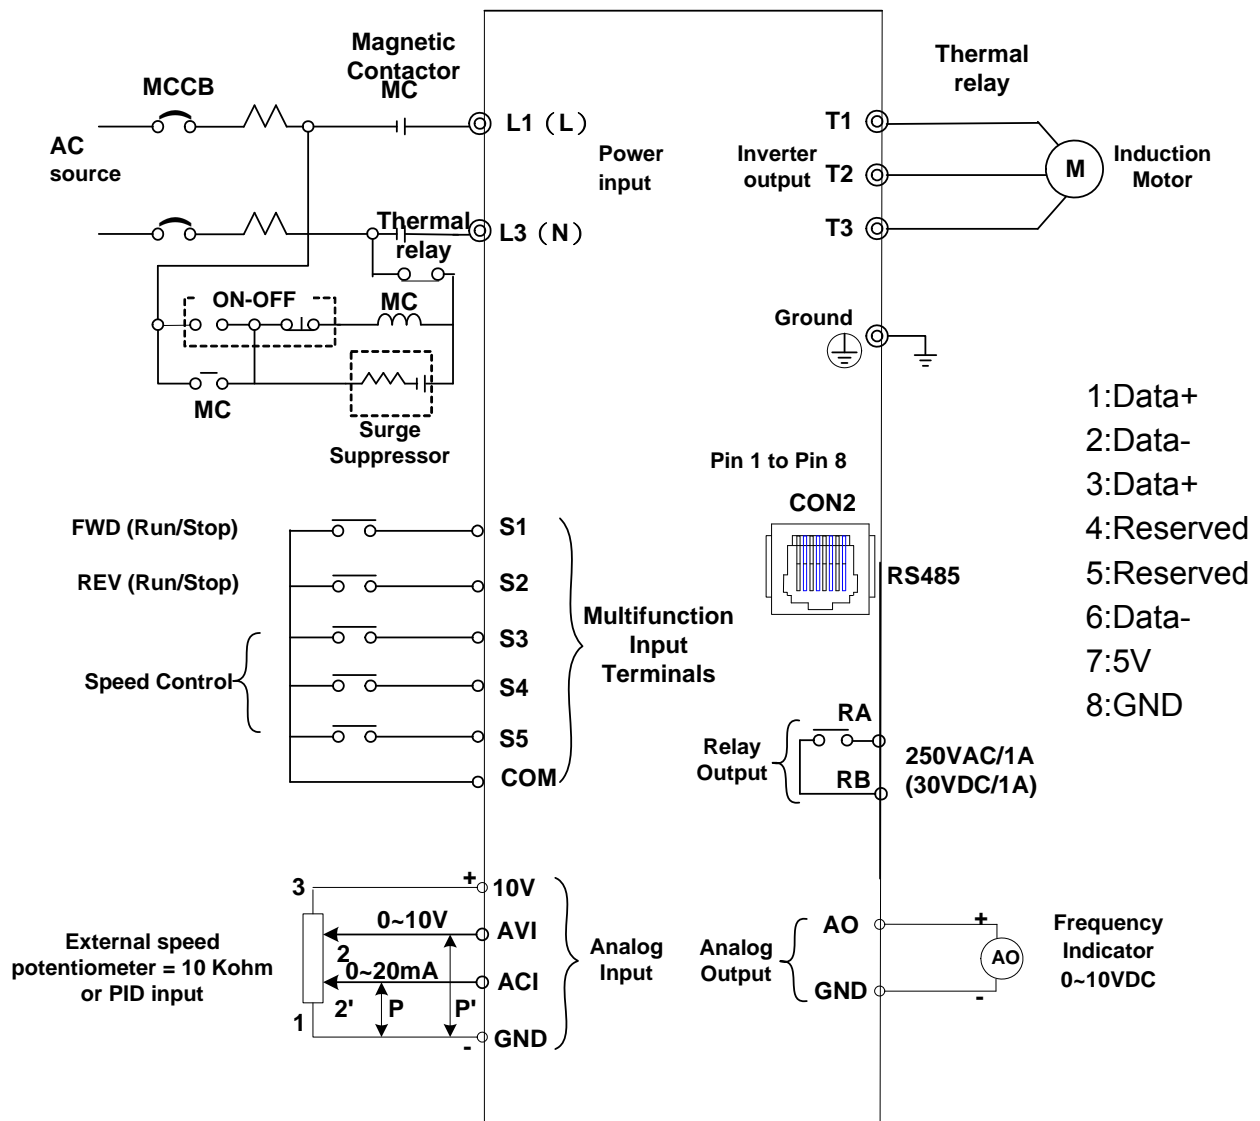 Magnetic
Contactor
MC
MCCB
AC
source
L1（L）
Power
input
L3（N）
Thermal
relay
ON-OFF
MC
MC
Surge
Suppressor
Thermal
relay
T1
Inverter
output
T2
T3
M
Induction
Motor
Ground
Pin 1 to Pin 8
CON2
RS485
1:Data+
2:Data-
3:Data+
4:Reserved
5:Reserved
6:Data-
7:5V
8:GND
FWD (Run/Stop)
REV (Run/Stop)
Speed Control
S1
S2
S3
S4
S5
COM
Multifunction
Input
Terminals
Relay
Output
RA
RB
250VAC/1A
(30VDC/1A)
External speed
potentiometer = 10 Kohm
or PID input
3
+
10V
0~10V
AVI
2
0~20mA
ACI
2'
P
P'
1
-
GND
Analog
Input
Analog
Output
AO
GND
+
AO
-
Frequency
Indicator
0~10VDC